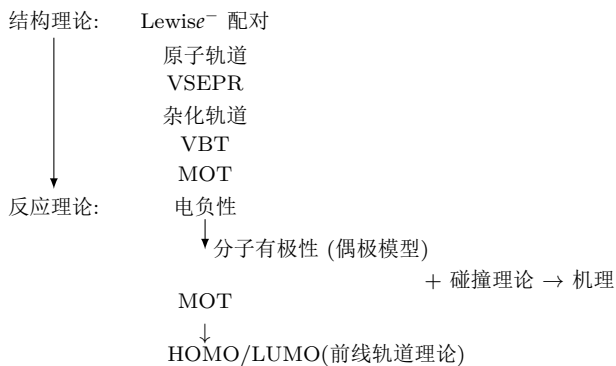 结构理论: Lewise⁻ 配对
原子轨道
VSEPR
杂化轨道
VBT
MOT
反应理论: 电负性
分子有极性 (偶极模型)
+ 碰撞理论 → 机理
MOT
↓
HOMO/LUMO(前线轨道理论)